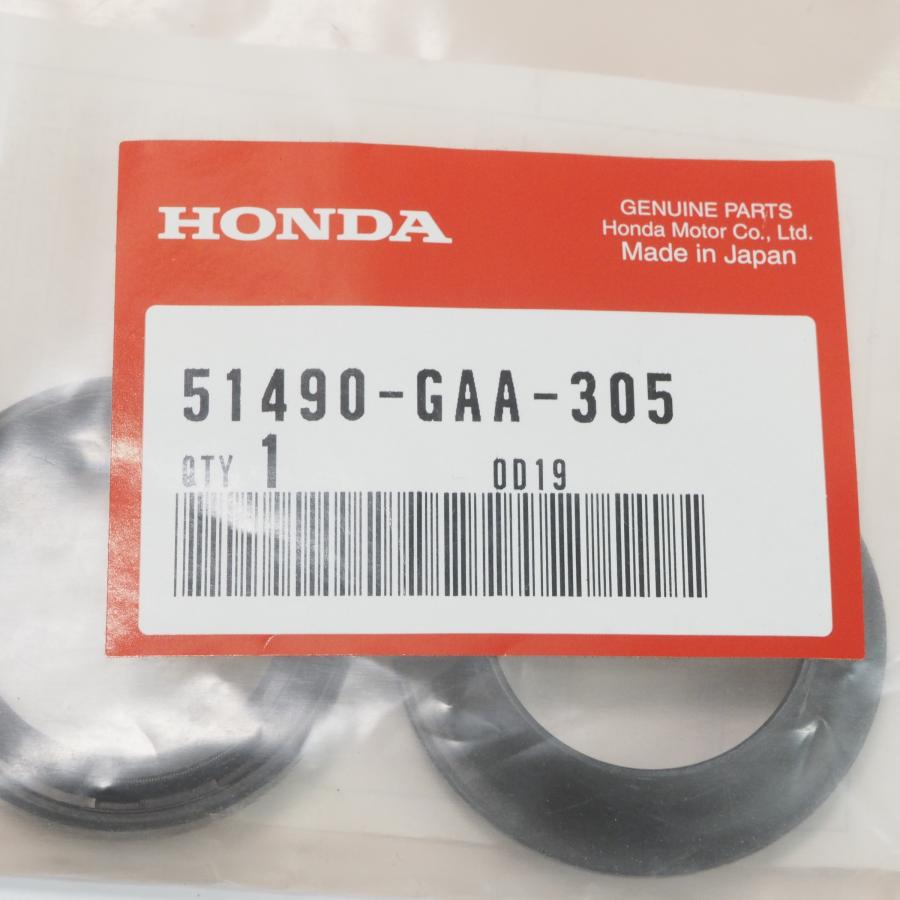 HONDA
GENUINE PARTS
Honda Motor Co., Ltd.
Made in Japan
51490-GAA-305
QTY 1 0D19